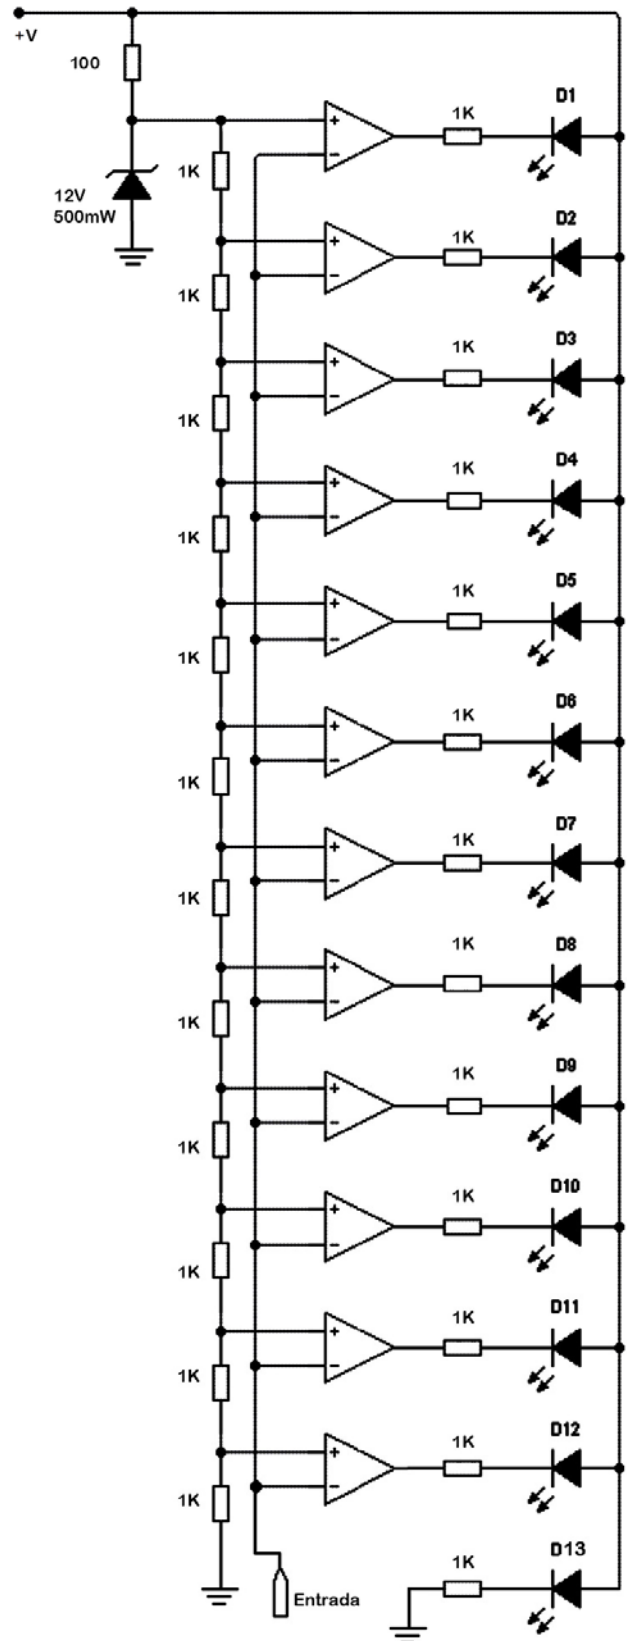 +V
100
D1
1K
+
−
1K
12V
500mW
D2
1K
+
−
1K
D3
1K
+
−
1K
D4
1K
+
−
1K
D5
1K
+
−
1K
D6
1K
+
−
1K
D7
1K
+
−
1K
D8
1K
+
−
1K
D9
1K
+
−
1K
D10
1K
+
−
1K
D11
1K
+
−
1K
D12
1K
+
−
1K
D13
1K
Entrada